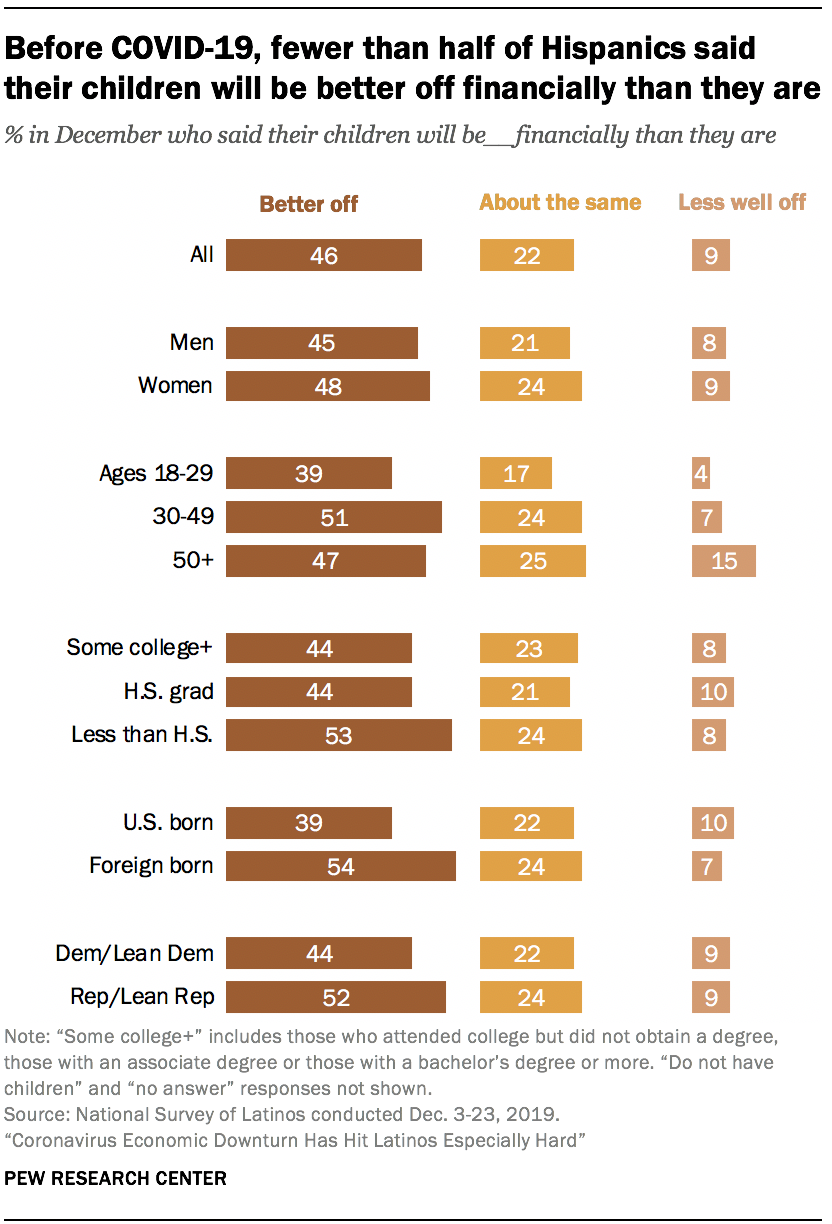 Before COVID-19, fewer than half of Hispanics said
their children will be better off financially than they are
% in December who said their children will be__financially than they are
Better off About the same Less well off
All 46 22 9
Men 45 21 8
Women 48 24 9
Ages 18-29 39 17 4
30-49 51 24 7
50+ 47 25 15
Some college+ 44 23 8
H.S. grad 44 21 10
Less than H.S. 53 24 8
U.S. born 39 22 10
Foreign born 54 24 7
Dem/Lean Dem 44 22 9
Rep/Lean Rep 52 24 9
Note: “Some college+” includes those who attended college but did not obtain a degree,
those with an associate degree or those with a bachelor’s degree or more. “Do not have
children” and “no answer” responses not shown.
Source: National Survey of Latinos conducted Dec. 3-23, 2019.
“Coronavirus Economic Downturn Has Hit Latinos Especially Hard”
PEW RESEARCH CENTER